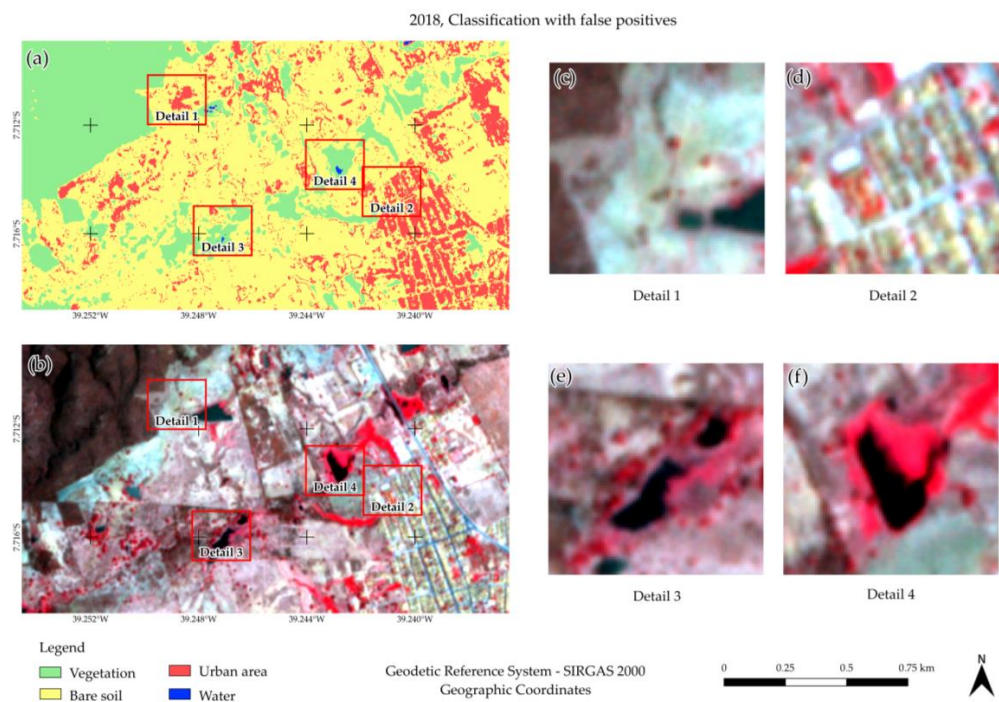 2018, Classification with false positives
(a)
Detail 1
Detail 4
Detail 2
Detail 3
7.712°S
7.716°S
39.252°W
39.248°W
39.244°W
39.240°W
(c)
Detail 1
(d)
Detail 2
(b)
Detail 1
Detail 4
Detail 2
Detail 3
7.712°S
7.716°S
39.252°W
39.248°W
39.244°W
39.240°W
(e)
Detail 3
(f)
Detail 4
Legend
Vegetation
Urban area
Bare soil
Water
Geodetic Reference System - SIRGAS 2000
Geographic Coordinates
0 0.25 0.5 0.75 km
N